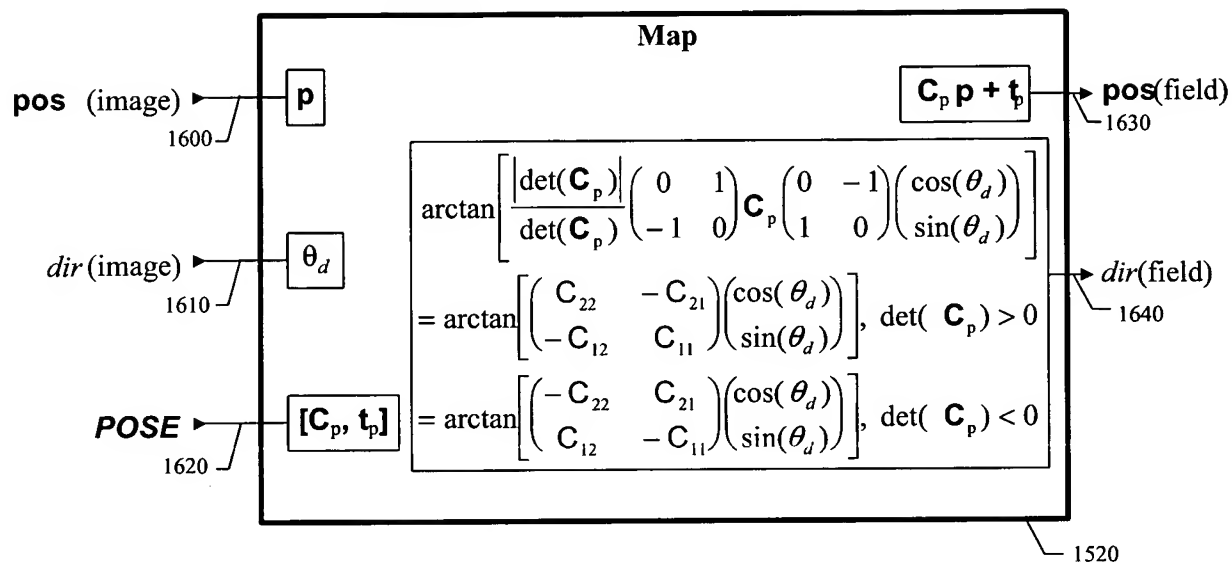 Map
pos (image)
1600
p
C_p p + t_p
pos(field)
1630
arctan[ |det(C_p)| / det(C_p) ( 0 1 ; −1 0 ) C_p ( 0 −1 ; 1 0 ) ( cos(θ_d) ; sin(θ_d) ) ]
dir (image)
1610
θ_d
= arctan[ ( C_22 −C_21 ; −C_12 C_11 ) ( cos(θ_d) ; sin(θ_d) ) ], det( C_p) > 0
dir(field)
1640
POSE
1620
[C_p, t_p]
= arctan[ ( −C_22 C_21 ; C_12 −C_11 ) ( cos(θ_d) ; sin(θ_d) ) ], det( C_p) < 0
1520